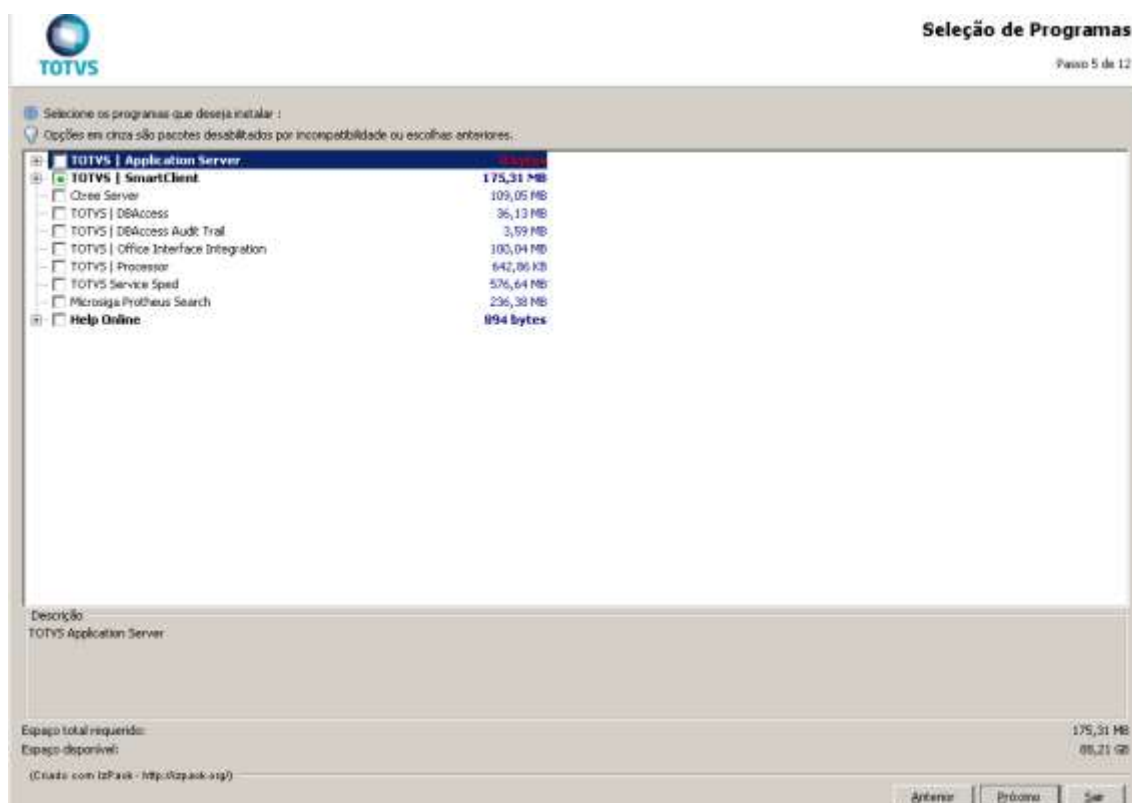 TOTVS
Seleção de Programas
Passo 5 de 12
Selecione os programas que deseja instalar :
Opções em cinza são pacotes desabilitados por incompatibilidade ou escolhas anteriores.
TOTVS | Application Server bytes
TOTVS | SmartClient 175,31 MB
Ctree Server 109,05 MB
TOTVS | DBAccess 36,13 MB
TOTVS | DBAccess Audit Trail 3,59 MB
TOTVS | Office Interface Integration 100,04 MB
TOTVS | Processor 642,86 KB
TOTVS Service Sped 576,64 MB
Microsiga Protheus Search 236,38 MB
Help Online 894 bytes
Descrição
TOTVS Application Server
Espaço total requerido: 175,31 MB
Espaço disponível: 88,21 GB
(Criado com IzPack - http://izpack.org/)
Anterior Próximo Sair